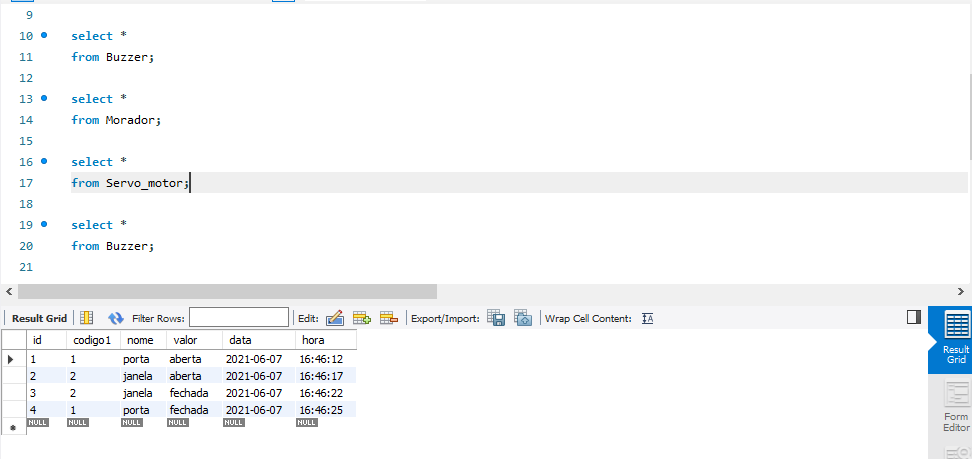 9
10 select *
11 from Buzzer;
12
13 select *
14 from Morador;
15
16 select *
17 from Servo_motor;
18
19 select *
20 from Buzzer;
21
Result Grid Filter Rows: Edit: Export/Import: Wrap Cell Content:
id codigo1 nome valor data hora
1 1 porta aberta 2021-06-07 16:46:12
2 2 janela aberta 2021-06-07 16:46:17
3 2 janela fechada 2021-06-07 16:46:22
4 1 porta fechada 2021-06-07 16:46:25
NULL NULL NULL NULL NULL NULL
Result
Grid
Form
Editor